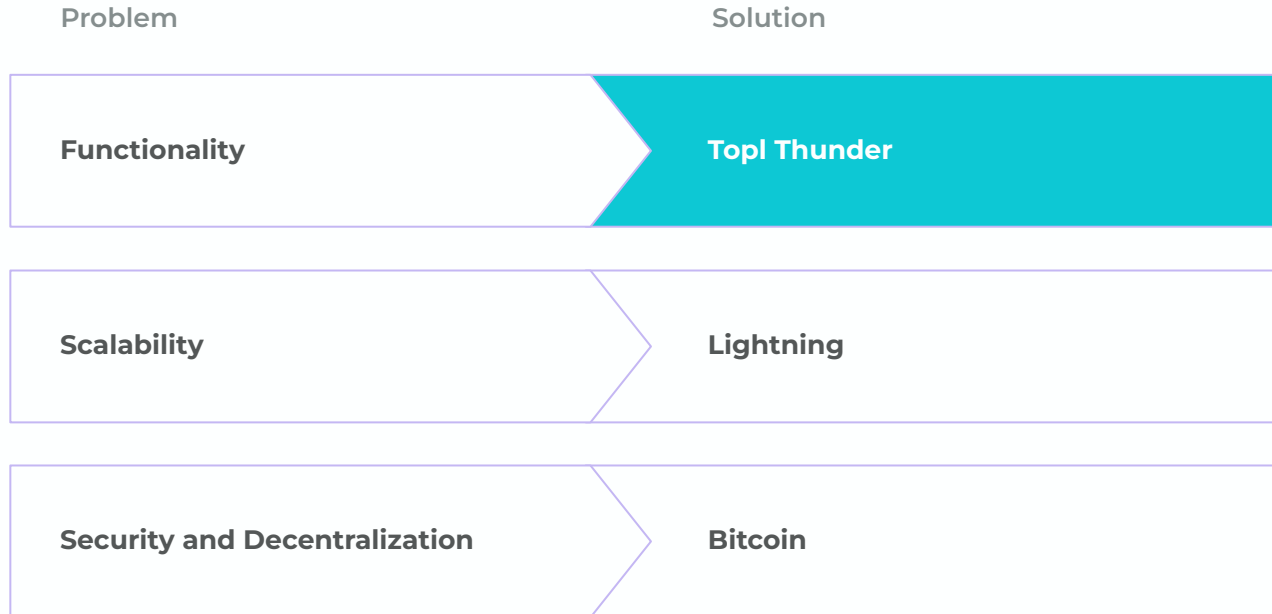 Problem
Solution
Functionality
Topl Thunder
Scalability
Lightning
Security and Decentralization
Bitcoin